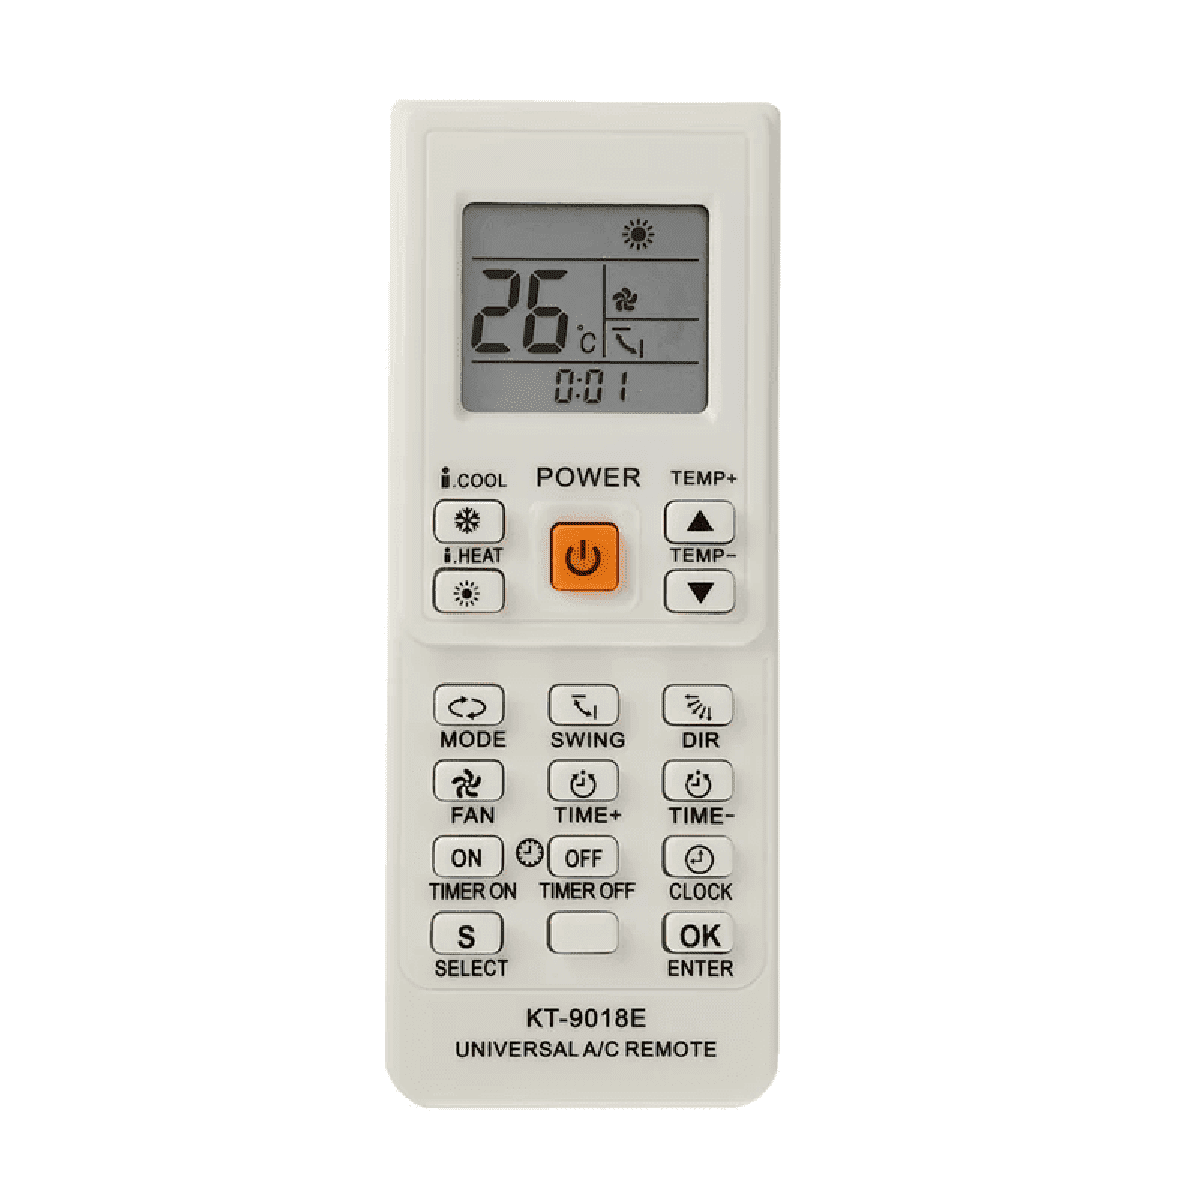 26°C
0:01
i.COOL POWER TEMP+
i.HEAT TEMP-
MODE SWING DIR
FAN TIME+ TIME-
ON OFF
TIMER ON TIMER OFF CLOCK
S OK
SELECT ENTER
KT-9018E
UNIVERSAL A/C REMOTE